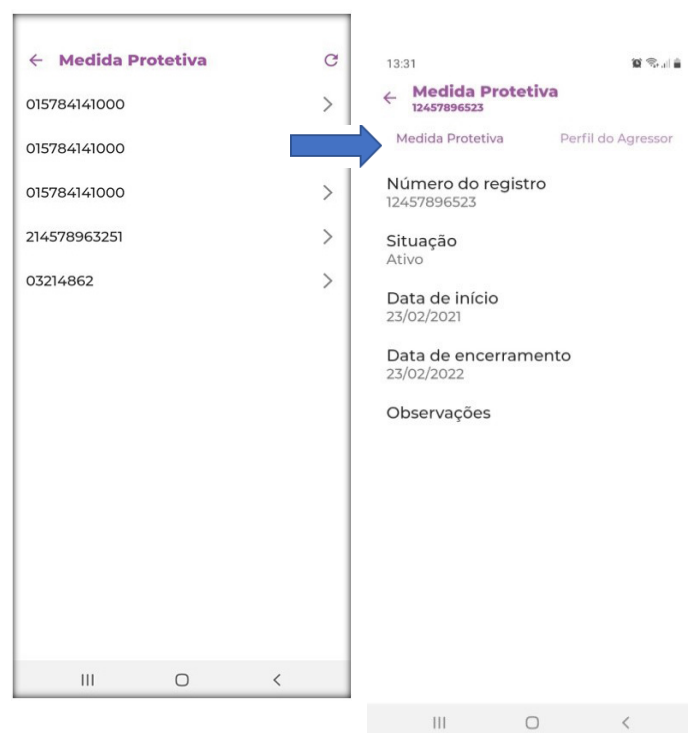 Medida Protetiva
015784141000
015784141000
015784141000
214578963251
03214862
13:31
Medida Protetiva
12457896523
Medida Protetiva
Perfil do Agressor
Número do registro
12457896523
Situação
Ativo
Data de início
23/02/2021
Data de encerramento
23/02/2022
Observações